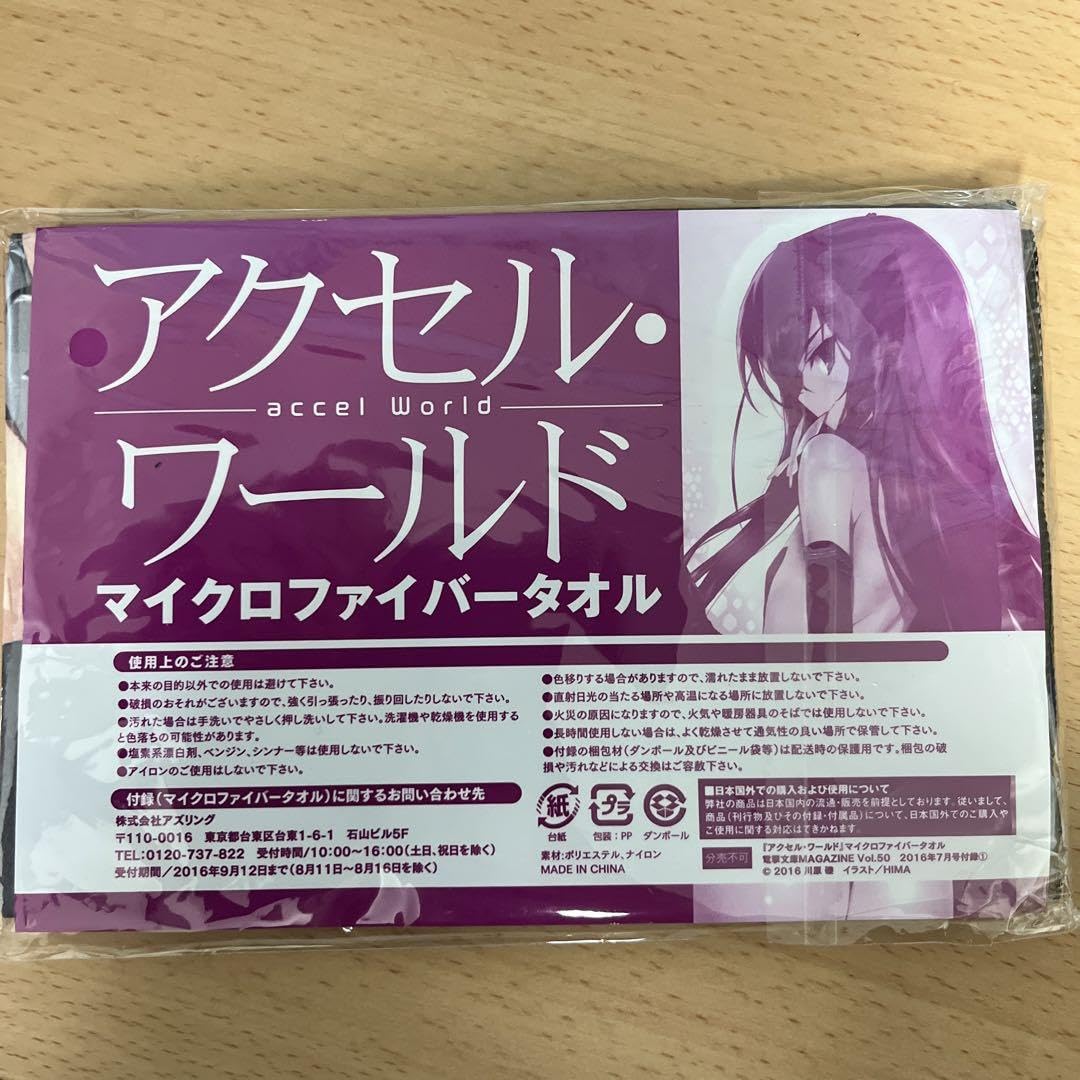 アクセル・
accel World
ワールド
マイクロファイバータオル
使用上のご注意
●本来の目的以外での使用は避けて下さい。
●破損のおそれがございますので、強く引っ張ったり、振り回したりしないで下さい。
●汚れた場合は手洗いでやさしく押し洗いして下さい。洗濯機や乾燥機を使用すると色落ちの可能性があります。
●塩素系漂白剤、ベンジン、シンナー等は使用しないで下さい。
●アイロンのご使用はしないで下さい。
●色移りする場合がありますので、濡れたまま放置しないで下さい。
●直射日光の当たる場所や高温になる場所に放置しないで下さい。
●火災の原因になりますので、火気や暖房器具のそばでは使用しないで下さい。
●長時間使用しない場合は、よく乾燥させて通気性の良い場所で保管して下さい。
●付録の梱包材(ダンボール及びビニール袋等)は配送時の保護用です。梱包の破
損や汚れなどによる交換はご容赦下さい。
付録(マイクロファイバータオル)に関するお問い合わせ先
株式会社アズリング
〒110-0016 東京都台東区台東1-6-1 石山ビル5F
TEL:0120-737-822 受付時間/10:00〜16:00(土日、祝日を除く)
受付期間/2016年9月12日まで(8月11日〜8月16日を除く)
紙
台紙
プラ
包装:PP
ダンボール
素材:ポリエステル、ナイロン
MADE IN CHINA
■日本国外での購入および使用について
弊社の商品は日本国内の流通・販売を前提としております。従いまして、
商品(刊行物及びその付録・付属品)について、日本国外でのご購入や
ご使用に関する対応はできかねます。
分売不可
『アクセル・ワールド』マイクロファイバータオル
電撃文庫MAGAZINE Vol.50 2016年7月号付録①
© 2016 川原 礫 イラスト/HIMA